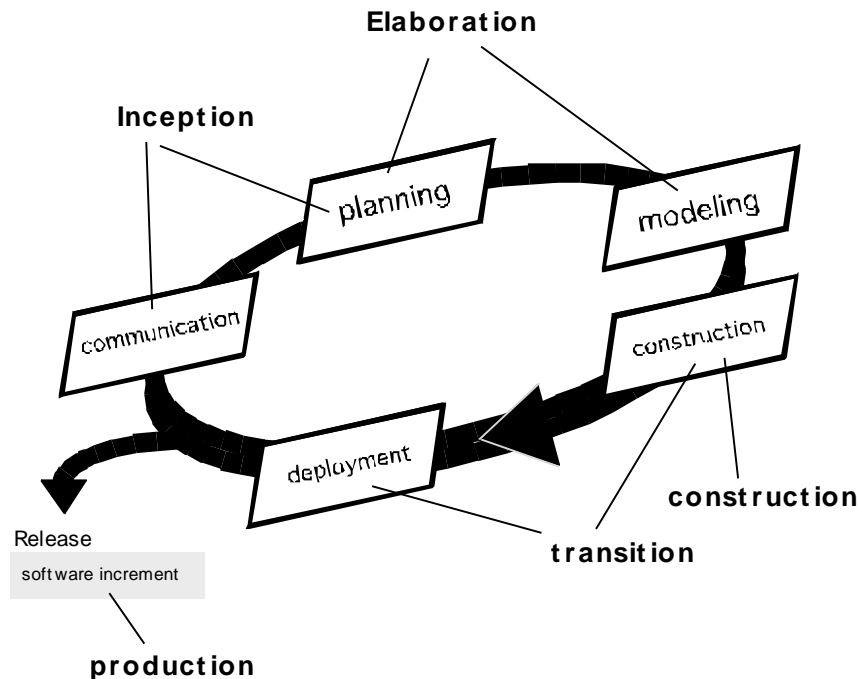 Elaboration
Inception
planning
modeling
communication
construction
deployment
construction
Release
transition
software increment
production